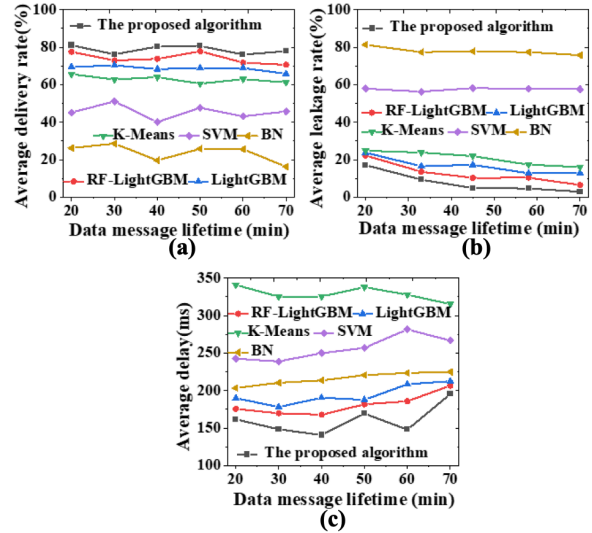 The proposed algorithm
100
80
60
40
20
0
Average delivery rate(%)
K-Means SVM BN
RF-LightGBM LightGBM
20 30 40 50 60 70
Data message lifetime (min)
(a)
The proposed algorithm
100
80
60
40
20
0
Average leakage rate(%)
RF-LightGBM LightGBM
K-Means SVM BN
20 30 40 50 60 70
Data message lifetime (min)
(b)
350
300
250
200
150
100
Average delay(ms)
RF-LightGBM LightGBM
K-Means SVM
BN
The proposed algorithm
20 30 40 50 60 70
Data message lifetime (min)
(c)